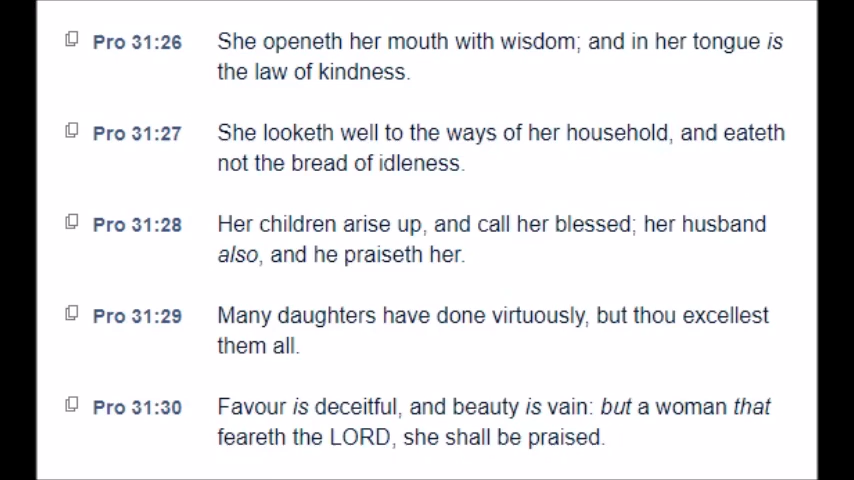 Pro 31:26 She openeth her mouth with wisdom; and in her tongue is
the law of kindness.
Pro 31:27 She looketh well to the ways of her household, and eateth
not the bread of idleness.
Pro 31:28 Her children arise up, and call her blessed; her husband
also, and he praiseth her.
Pro 31:29 Many daughters have done virtuously, but thou excellest
them all.
Pro 31:30 Favour is deceitful, and beauty is vain: but a woman that
feareth the LORD, she shall be praised.